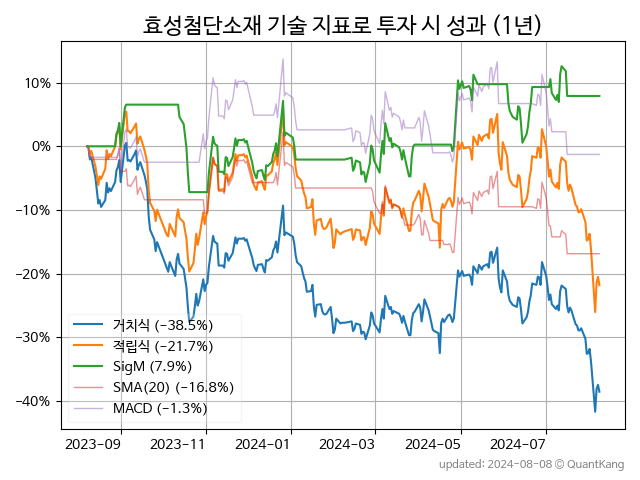 효성첨단소재 기술 지표로 투자 시 성과 (1년)
10%
0%
−10%
−20%
−30%
−40%
거치식 (−38.5%)
적립식 (−21.7%)
SigM (7.9%)
SMA(20) (−16.8%)
MACD (−1.3%)
2023-09
2023-11
2024-01
2024-03
2024-05
2024-07
updated: 2024-08-08 © QuantKang